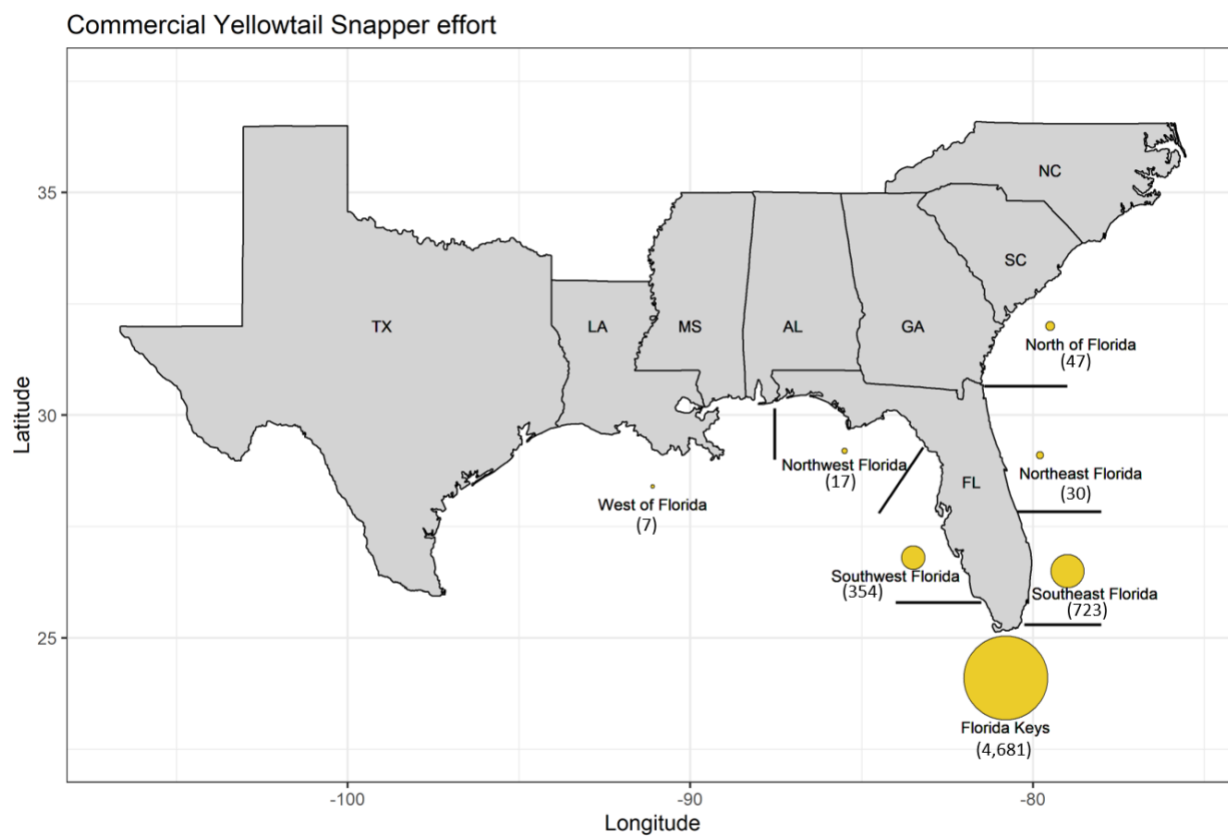 Commercial Yellowtail Snapper effort
Latitude
35
30
25
NC
SC
TX
LA
MS
AL
GA
North of Florida
(47)
Northwest Florida
(17)
FL
Northeast Florida
(30)
West of Florida
(7)
Southwest Florida
(354)
Southeast Florida
(723)
Florida Keys
(4,681)
-100
-90
-80
Longitude